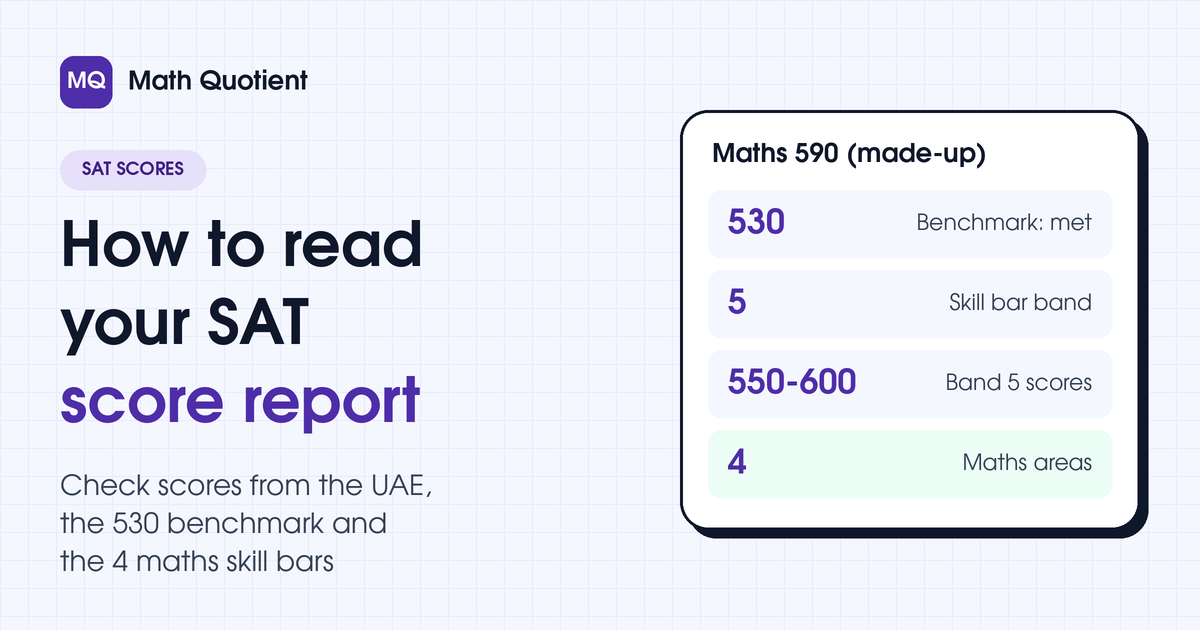 MQ Math Quotient
SAT SCORES
How to read
your SAT
score report
Check scores from the UAE,
the 530 benchmark and
the 4 maths skill bars
Maths 590 (made-up)
530 Benchmark: met
5 Skill bar band
550-600 Band 5 scores
4 Maths areas